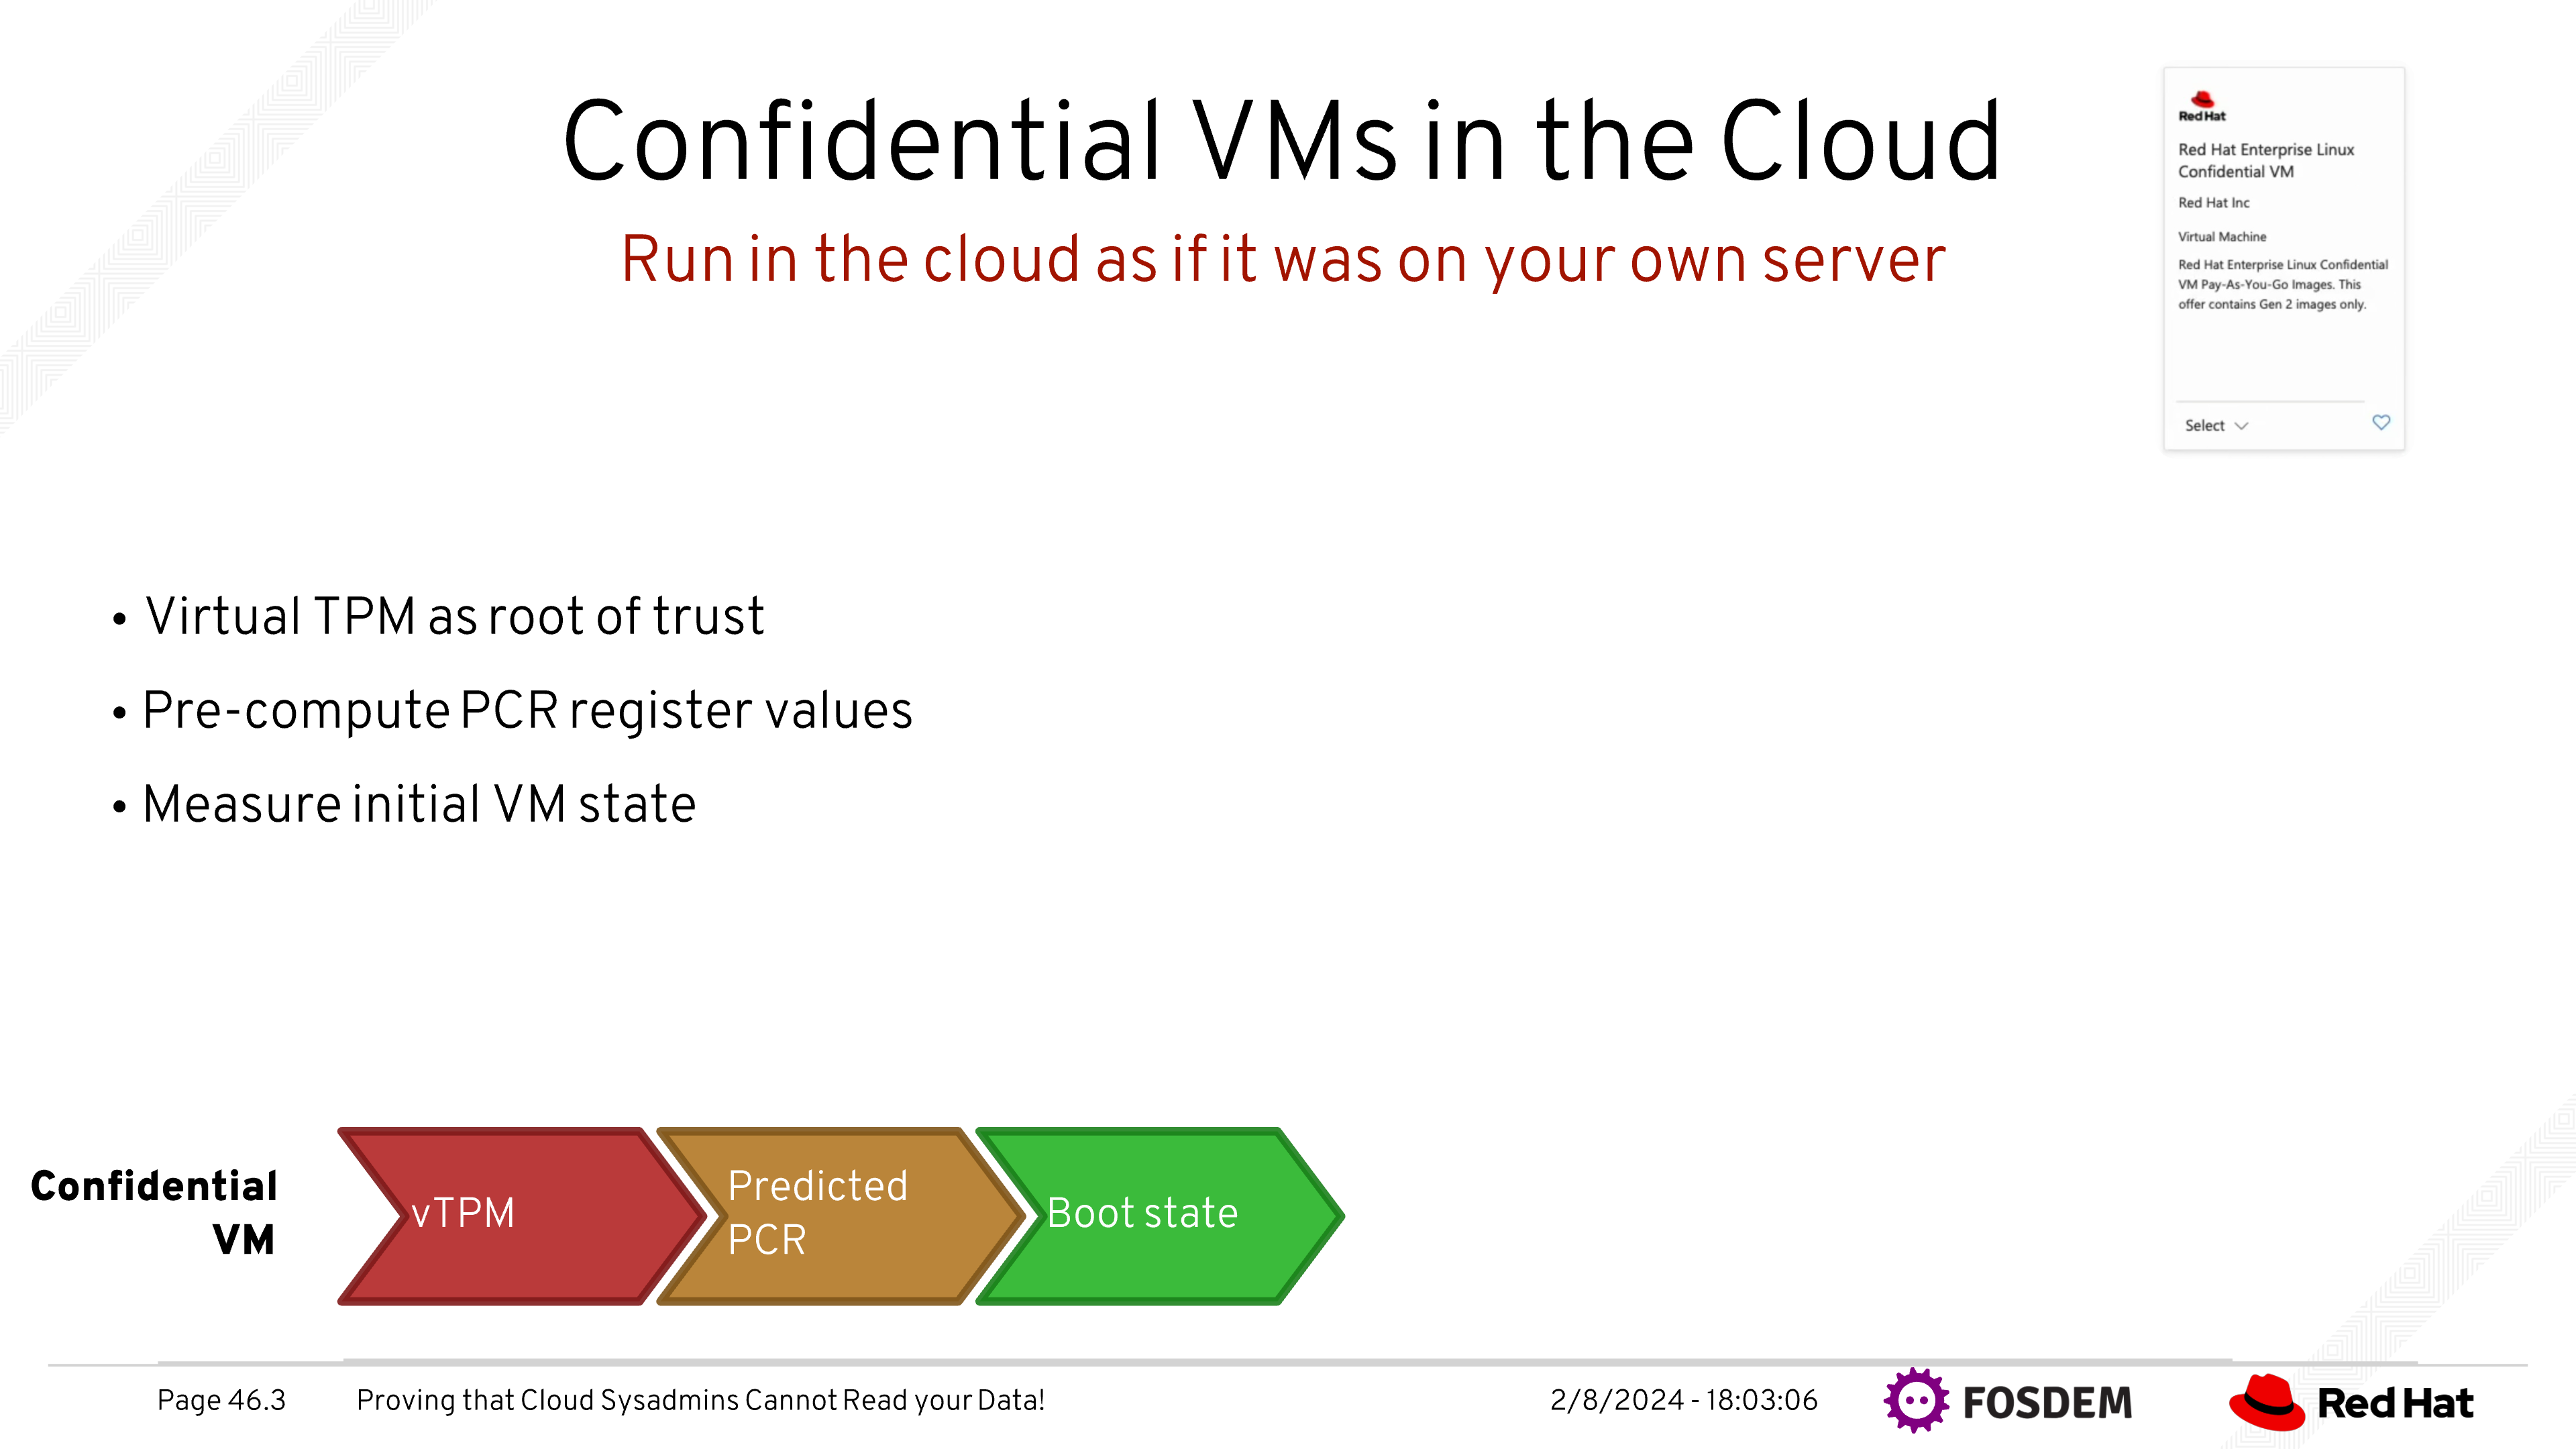 Confidential VMs in the Cloud
Run in the cloud as if it was on your own server
Red Hat
Red Hat Enterprise Linux
Confidential VM
Red Hat Inc
Virtual Machine
Red Hat Enterprise Linux Confidential
VM Pay-As-You-Go Images. This
offer contains Gen 2 images only.
Select
• Virtual TPM as root of trust
• Pre-compute PCR register values
• Measure initial VM state
Confidential
VM
vTPM
Predicted
PCR
Boot state
Page 46.3
Proving that Cloud Sysadmins Cannot Read your Data!
2/8/2024 - 18:03:06
FOSDEM
Red Hat